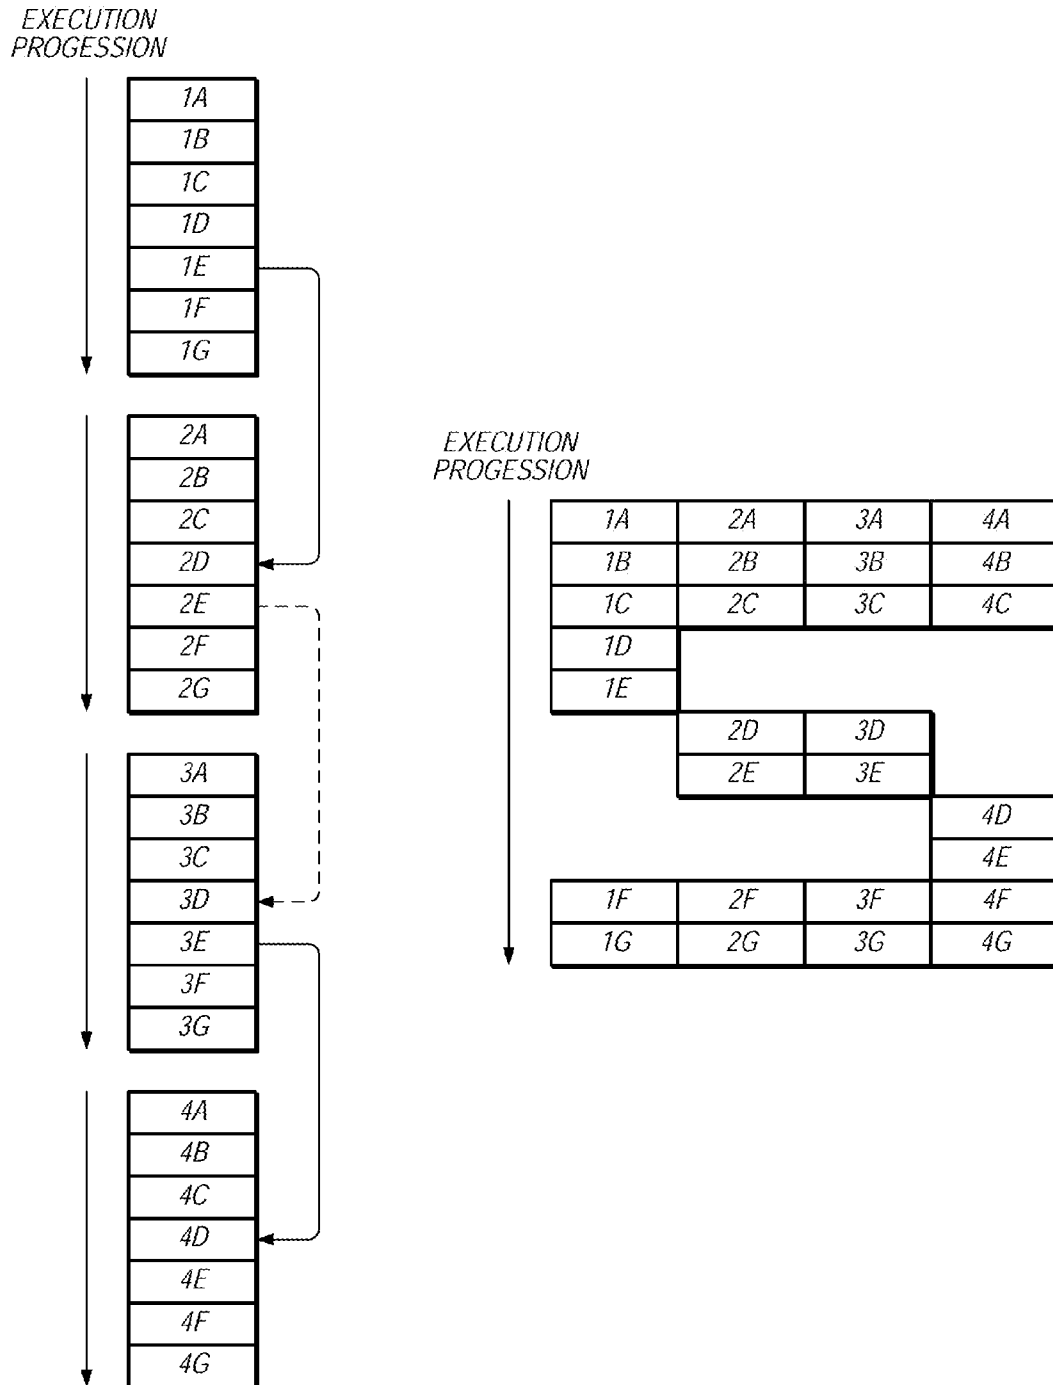 EXECUTION
PROGESSION
1A
1B
1C
1D
1E
1F
1G
2A
2B
2C
2D
2E
2F
2G
3A
3B
3C
3D
3E
3F
3G
4A
4B
4C
4D
4E
4F
4G
EXECUTION
PROGESSION
1A 2A 3A 4A
1B 2B 3B 4B
1C 2C 3C 4C
1D
1E
2D 3D
2E 3E
4D
4E
1F 2F 3F 4F
1G 2G 3G 4G